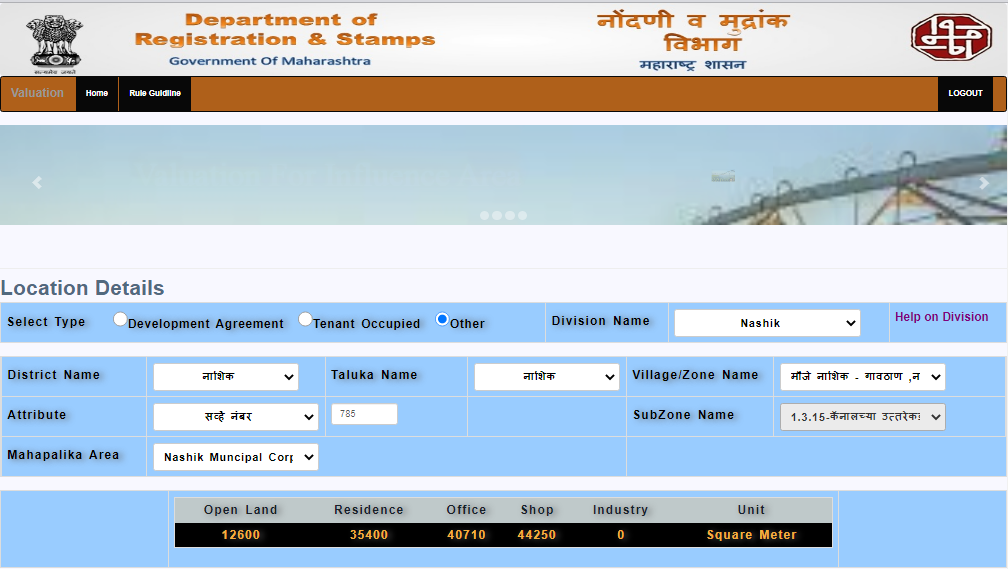 Department of
Registration & Stamps
Government Of Maharashtra
नोंदणी व मुद्रांक
विभाग
महाराष्ट्र शासन
सत्यमेव जयते
Valuation Home Rule Guidline LOGOUT
Location Details
Select Type Development Agreement Tenant Occupied Other Division Name Nashik Help on Division
District Name नाशिक Taluka Name नाशिक Village/Zone Name मौजे नाशिक - गावठाण ,न
Attribute सर्व्हे नंबर 785 SubZone Name 1.3.15-कॅनालच्या उत्तरेकड
Mahapalika Area Nashik Muncipal Corp
Open Land Residence Office Shop Industry Unit
12600 35400 40710 44250 0 Square Meter